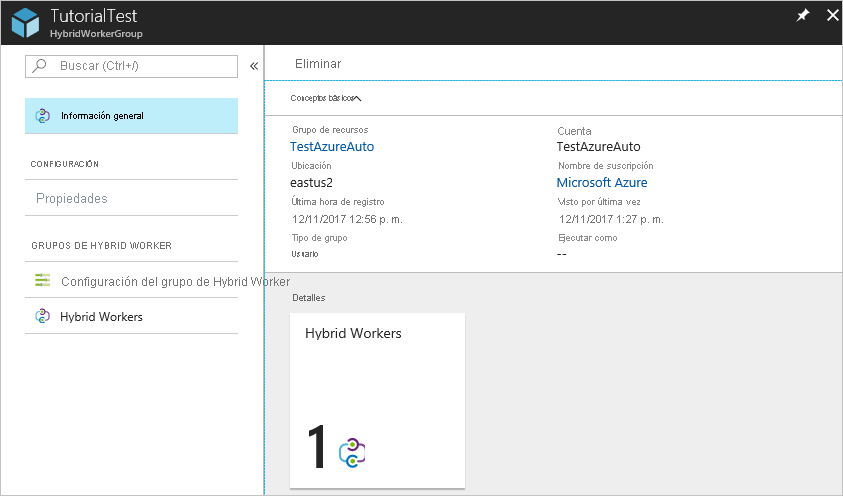 TutorialTest
HybridWorkerGroup
Buscar (Ctrl+/)
Información general
CONFIGURACIÓN
Propiedades
GRUPOS DE HYBRID WORKER
Configuración del grupo de Hybrid Worker
Hybrid Workers
Eliminar
Conceptos básicos
Grupo de recursos
TestAzureAuto
Ubicación
eastus2
Última hora de registro
12/11/2017 12:56 p. m.
Tipo de grupo
Usuario
Cuenta
TestAzureAuto
Nombre de suscripción
Microsoft Azure
Visto por última vez
12/11/2017 1:27 p. m.
Ejecutar como
--
Detalles
Hybrid Workers
1